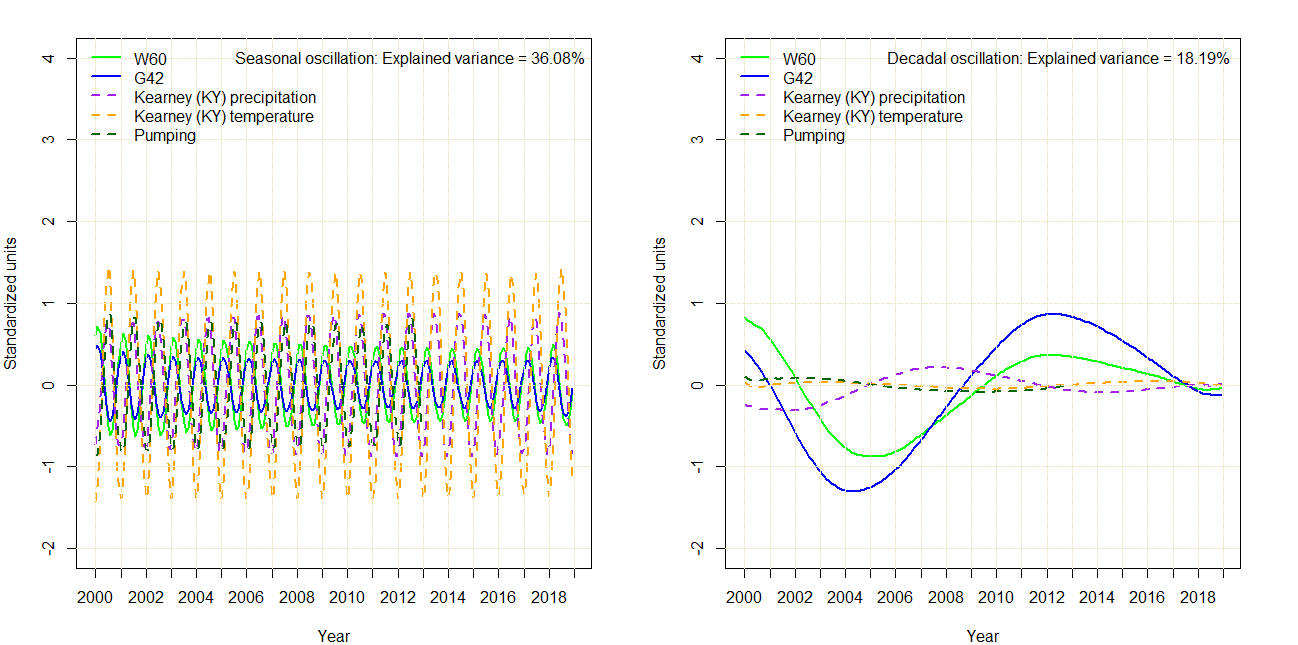 Seasonal oscillation: Explained variance = 36.08%
W60
G42
Kearney (KY) precipitation
Kearney (KY) temperature
Pumping
Standardized units
4
3
2
1
0
-1
-2
2000 2002 2004 2006 2008 2010 2012 2014 2016 2018
Year
Decadal oscillation: Explained variance = 18.19%
W60
G42
Kearney (KY) precipitation
Kearney (KY) temperature
Pumping
Standardized units
4
3
2
1
0
-1
-2
2000 2002 2004 2006 2008 2010 2012 2014 2016 2018
Year